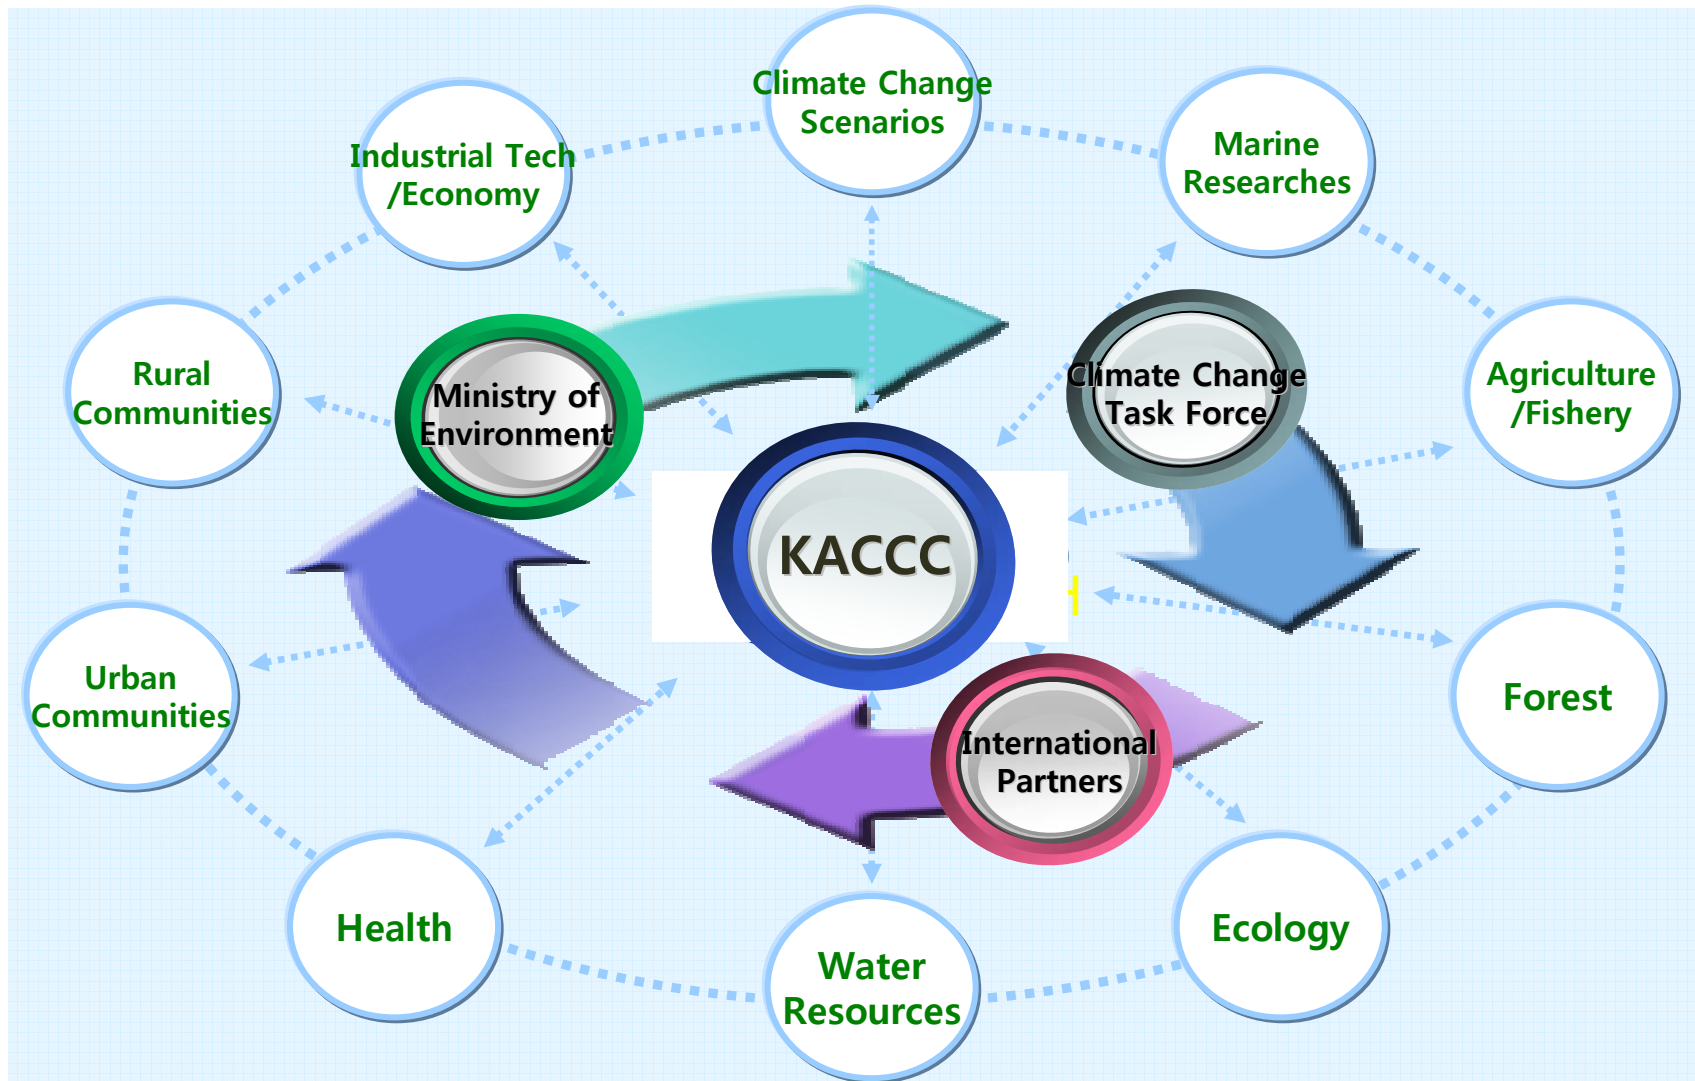 Climate Change
Scenarios
Industrial Tech
/Economy
Marine
Researches
Rural
Communities
Ministry of
Environment
Climate Change
Task Force
Agriculture
/Fishery
KACCC
Urban
Communities
International
Partners
Forest
Health
Water
Resources
Ecology